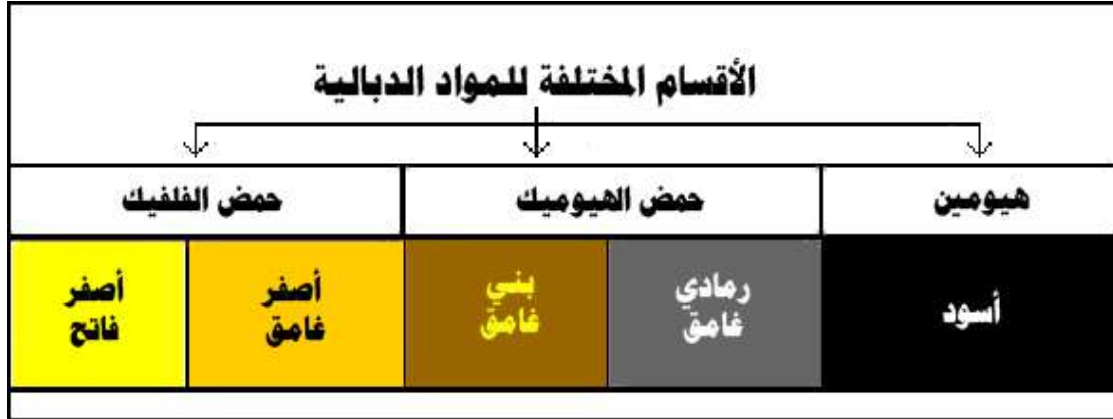 الأقسام المختلفة للمواد الدبالية
هيومين
حمض الهيوميك
حمض الفلفيك
أسود
رمادي
غامق
بني
غامق
أصفر
غامق
أصفر
فاتح